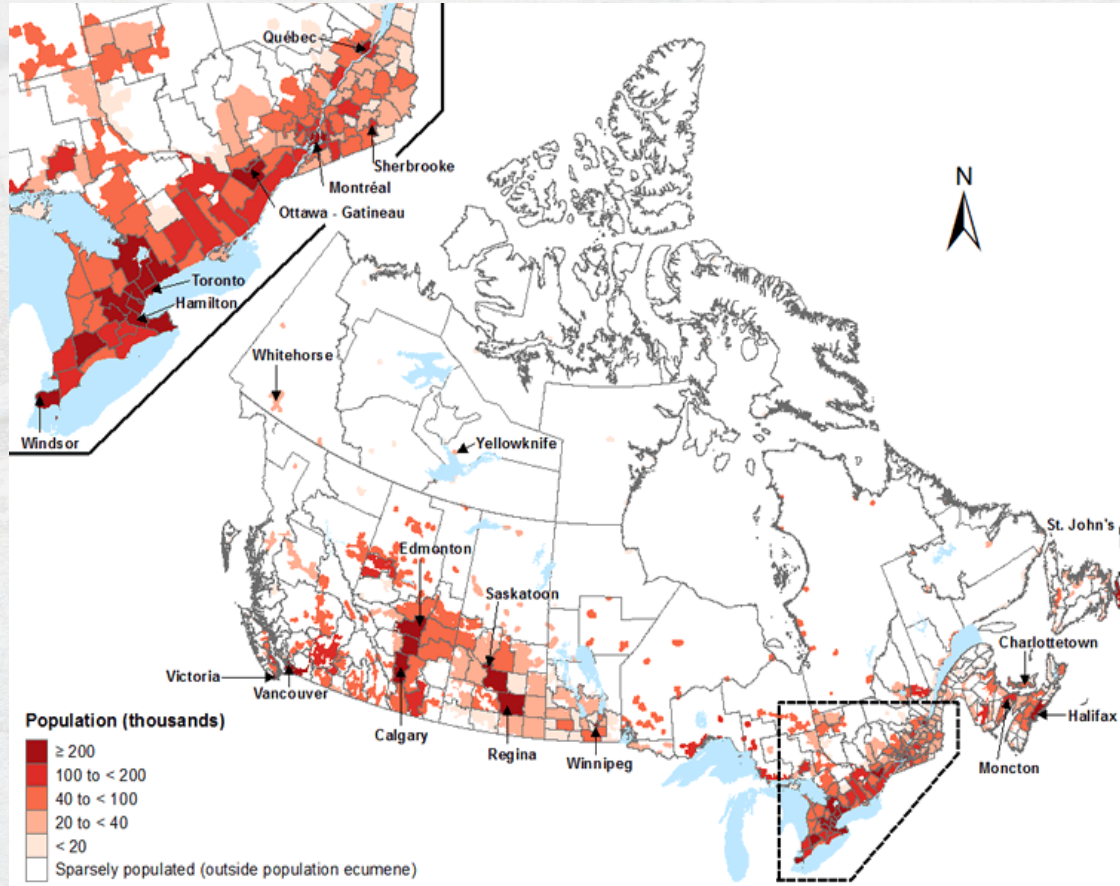 Québec
Sherbrooke
Montréal
Ottawa - Gatineau
Toronto
Hamilton
Windsor
N
Whitehorse
Yellowknife
Edmonton
Saskatoon
St. John's
Charlottetown
Victoria
Vancouver
Calgary
Regina
Winnipeg
Halifax
Moncton
Population (thousands)
≥ 200
100 to < 200
40 to < 100
20 to < 40
< 20
Sparsely populated (outside population ecumene)